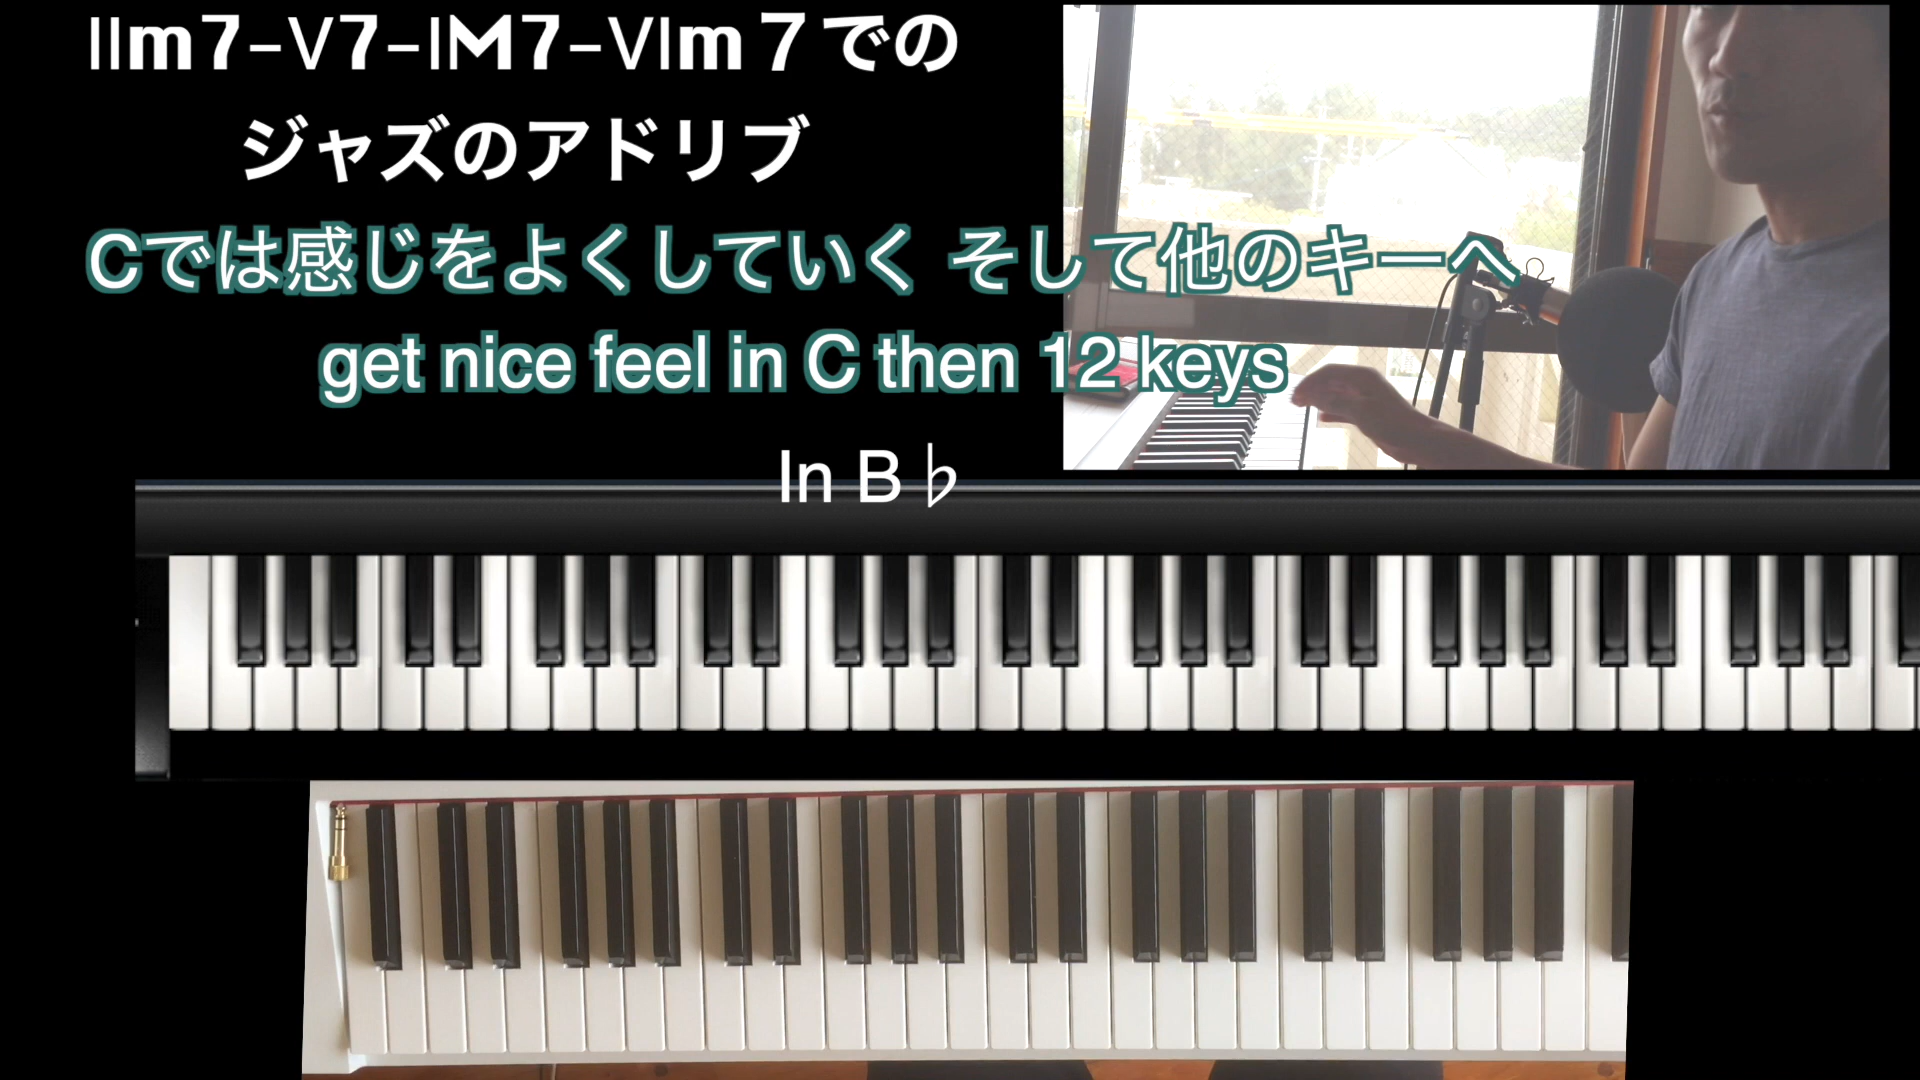 IIm7–V7–IM7–VIm７での
ジャズのアドリブ
Cでは感じをよくしていく そして他のキーへ
get nice feel in C then 12 keys
In B♭